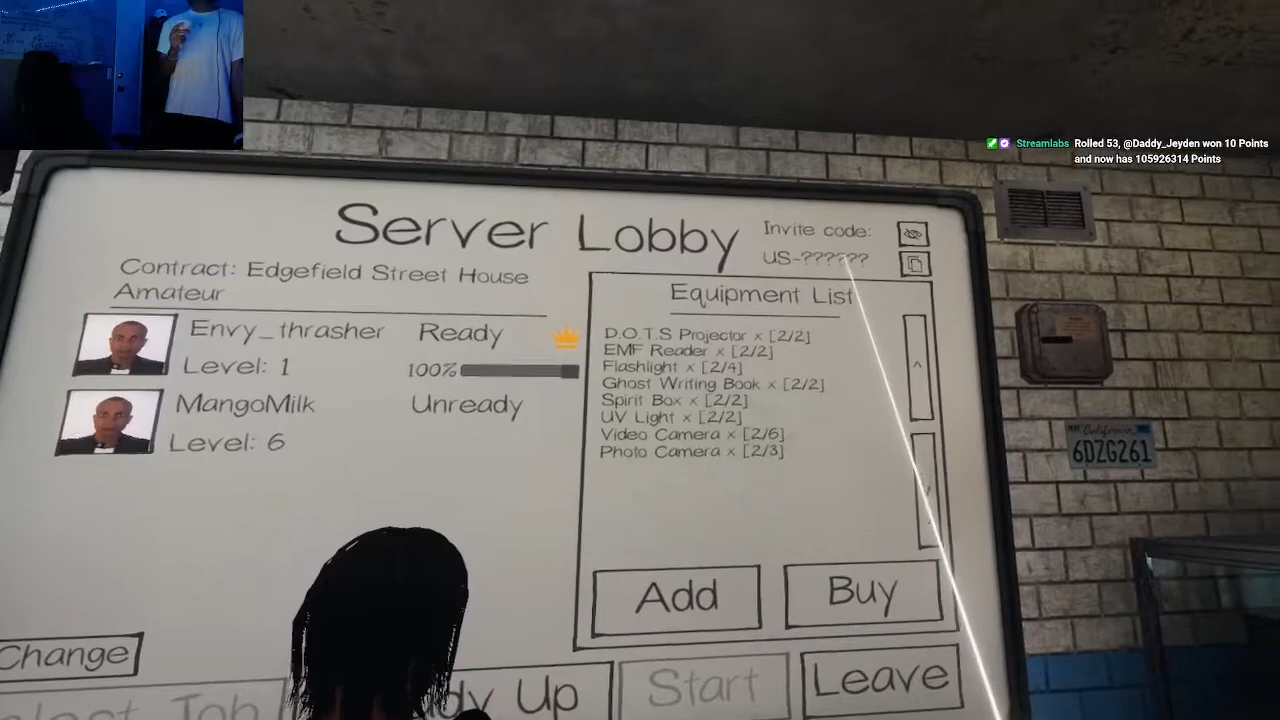 Streamlabs Rolled 53, @Daddy_Jeyden won 10 Points
and now has 105926314 Points
Server Lobby
Invite code:
US-??????
Contract: Edgefield Street House
Amateur
Envy_thrasher Ready
Level: 1 100%
MangoMilk Unready
Level: 6
Equipment List
D.O.T.S Projector x [2/2]
EMF Reader x [2/2]
Flashlight x [2/4]
Ghost Writing Book x [2/2]
Spirit Box x [2/2]
UV Light x [2/2]
Video Camera x [2/6]
Photo Camera x [2/3]
Add Buy
Change
Job
Up Start Leave
California
6DZG261